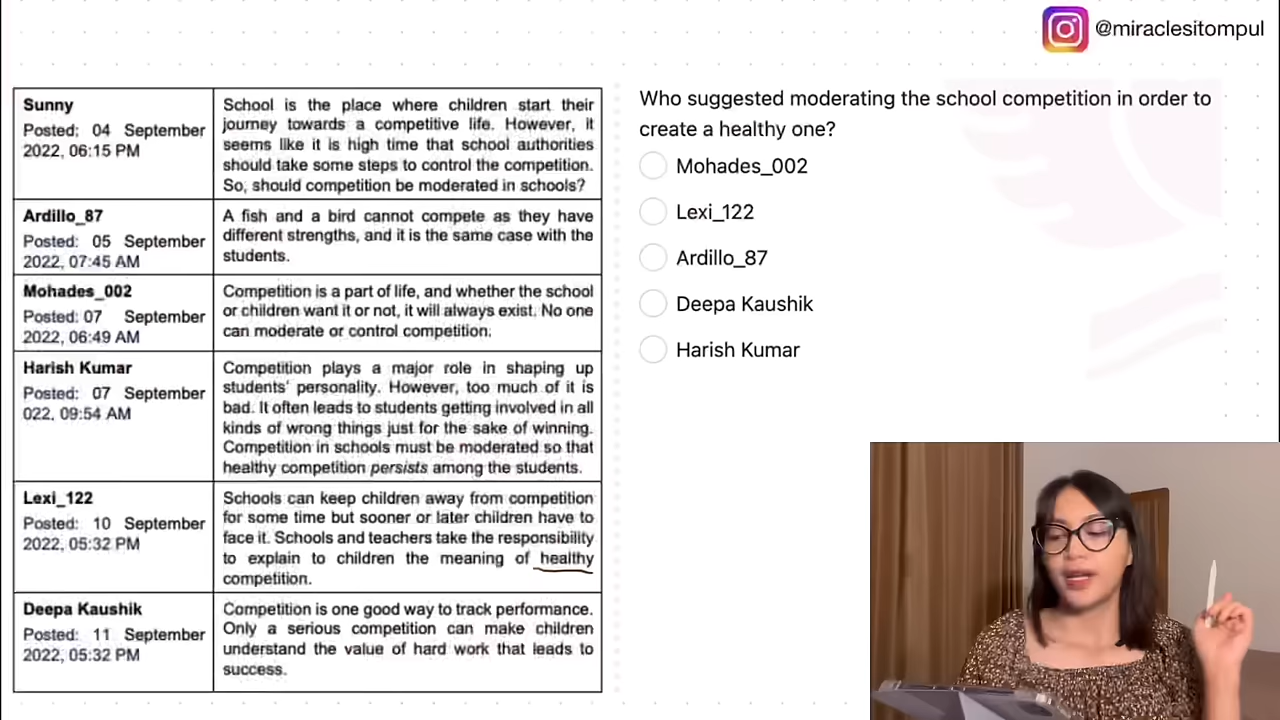 @miraclesitompul
Sunny
Posted: 04 September
2022, 06:15 PM
School is the place where children start their
journey towards a competitive life. However, it
seems like it is high time that school authorities
should take some steps to control the competition.
So, should competition be moderated in schools?
Ardillo_87
Posted: 05 September
2022, 07:45 AM
A fish and a bird cannot compete as they have
different strengths, and it is the same case with the
students.
Mohades_002
Posted: 07 September
2022, 06:49 AM
Competition is a part of life, and whether the school
or children want it or not, it will always exist. No one
can moderate or control competition.
Harish Kumar
Posted: 07 September
022, 09:54 AM
Competition plays a major role in shaping up
students' personality. However, too much of it is
bad. It often leads to students getting involved in all
kinds of wrong things just for the sake of winning.
Competition in schools must be moderated so that
healthy competition persists among the students.
Lexi_122
Posted: 10 September
2022, 05:32 PM
Schools can keep children away from competition
for some time but sooner or later children have to
face it. Schools and teachers take the responsibility
to explain to children the meaning of healthy
competition.
Deepa Kaushik
Posted: 11 September
2022, 05:32 PM
Competition is one good way to track performance.
Only a serious competition can make children
understand the value of hard work that leads to
success.
Who suggested moderating the school competition in order to
create a healthy one?
Mohades_002
Lexi_122
Ardillo_87
Deepa Kaushik
Harish Kumar